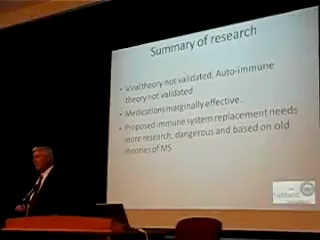 Summary of research
• Viral theory not validated, Auto-immune
theory not validated
• Medications marginally effective.
• Proposed immune system replacement needs
more research, dangerous and based on old
theories of MS
hubbard